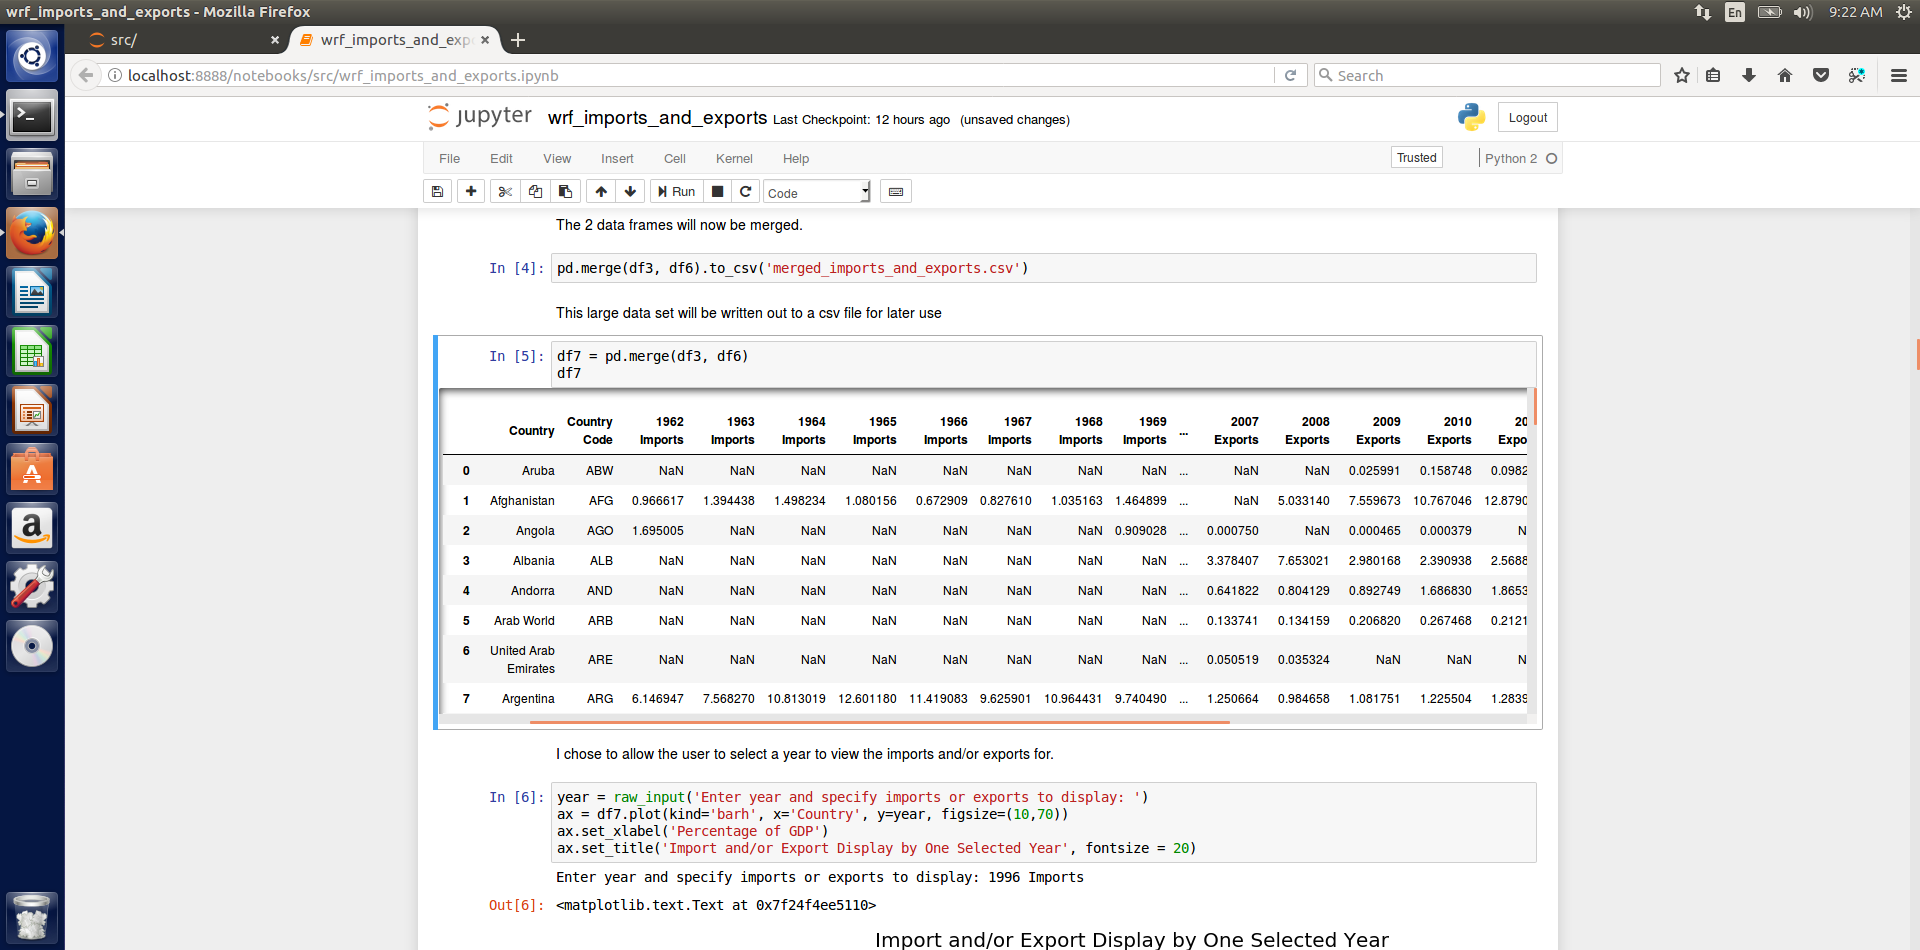 wrf_imports_and_exports - Mozilla Firefox
En
9:22 AM
src/
wrf_imports_and_exp
localhost:8888/notebooks/src/wrf_imports_and_exports.ipynb
Search
jupyter
wrf_imports_and_exports Last Checkpoint: 12 hours ago (unsaved changes)
Logout
File Edit View Insert Cell Kernel Help
Trusted
Python 2
Run
Code
The 2 data frames will now be merged.
In [4]: pd.merge(df3, df6).to_csv('merged_imports_and_exports.csv')
This large data set will be written out to a csv file for later use
In [5]: df7 = pd.merge(df3, df6)
df7
Country Country Code 1962 Imports 1963 Imports 1964 Imports 1965 Imports 1966 Imports 1967 Imports 1968 Imports 1969 Imports ... 2007 Exports 2008 Exports 2009 Exports 2010 Exports 20 Expo
0 Aruba ABW NaN NaN NaN NaN NaN NaN NaN NaN ... NaN NaN 0.025991 0.158748 0.0982
1 Afghanistan AFG 0.966617 1.394438 1.498234 1.080156 0.672909 0.827610 1.035163 1.464899 ... NaN 5.033140 7.559673 10.767046 12.8790
2 Angola AGO 1.695005 NaN NaN NaN NaN NaN NaN 0.909028 ... 0.000750 NaN 0.000465 0.000379 N
3 Albania ALB NaN NaN NaN NaN NaN NaN NaN NaN ... 3.378407 7.653021 2.980168 2.390938 2.5688
4 Andorra AND NaN NaN NaN NaN NaN NaN NaN NaN ... 0.641822 0.804129 0.892749 1.686830 1.8653
5 Arab World ARB NaN NaN NaN NaN NaN NaN NaN NaN ... 0.133741 0.134159 0.206820 0.267468 0.2121
6 United Arab Emirates ARE NaN NaN NaN NaN NaN NaN NaN NaN ... 0.050519 0.035324 NaN NaN N
7 Argentina ARG 6.146947 7.568270 10.813019 12.601180 11.419083 9.625901 10.964431 9.740490 ... 1.250664 0.984658 1.081751 1.225504 1.2839
I chose to allow the user to select a year to view the imports and/or exports for.
In [6]: year = raw_input('Enter year and specify imports or exports to display: ')
ax = df7.plot(kind='barh', x='Country', y=year, figsize=(10,70))
ax.set_xlabel('Percentage of GDP')
ax.set_title('Import and/or Export Display by One Selected Year', fontsize = 20)
Enter year and specify imports or exports to display: 1996 Imports
Out[6]: <matplotlib.text.Text at 0x7f24f4ee5110>
Import and/or Export Display by One Selected Year